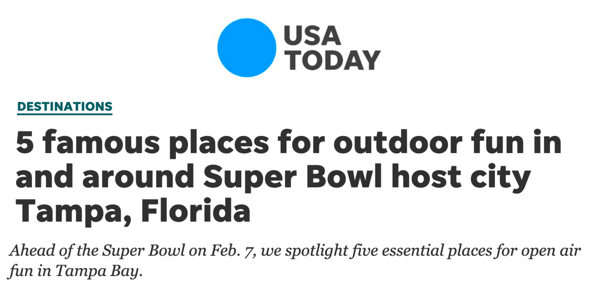 USA
TODAY
DESTINATIONS
5 famous places for outdoor fun in
and around Super Bowl host city
Tampa, Florida
Ahead of the Super Bowl on Feb. 7, we spotlight five essential places for open air
fun in Tampa Bay.